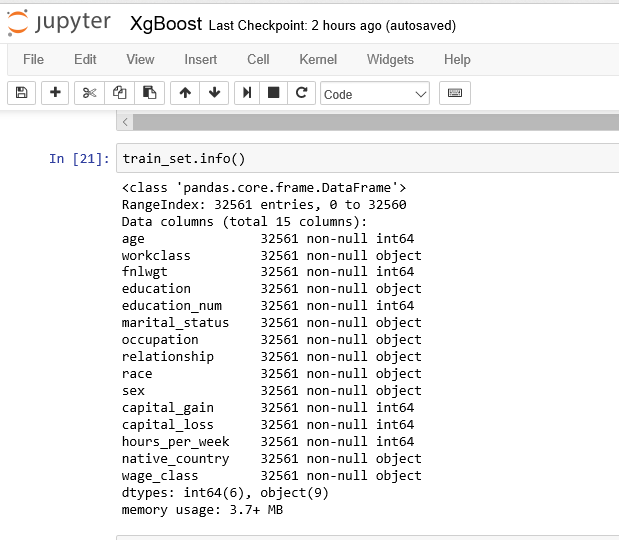 jupyter XgBoost Last Checkpoint: 2 hours ago (autosaved)
File Edit View Insert Cell Kernel Widgets Help
Code
In [21]: train_set.info()
<class 'pandas.core.frame.DataFrame'>
RangeIndex: 32561 entries, 0 to 32560
Data columns (total 15 columns):
age 32561 non-null int64
workclass 32561 non-null object
fnlwgt 32561 non-null int64
education 32561 non-null object
education_num 32561 non-null int64
marital_status 32561 non-null object
occupation 32561 non-null object
relationship 32561 non-null object
race 32561 non-null object
sex 32561 non-null object
capital_gain 32561 non-null int64
capital_loss 32561 non-null int64
hours_per_week 32561 non-null int64
native_country 32561 non-null object
wage_class 32561 non-null object
dtypes: int64(6), object(9)
memory usage: 3.7+ MB